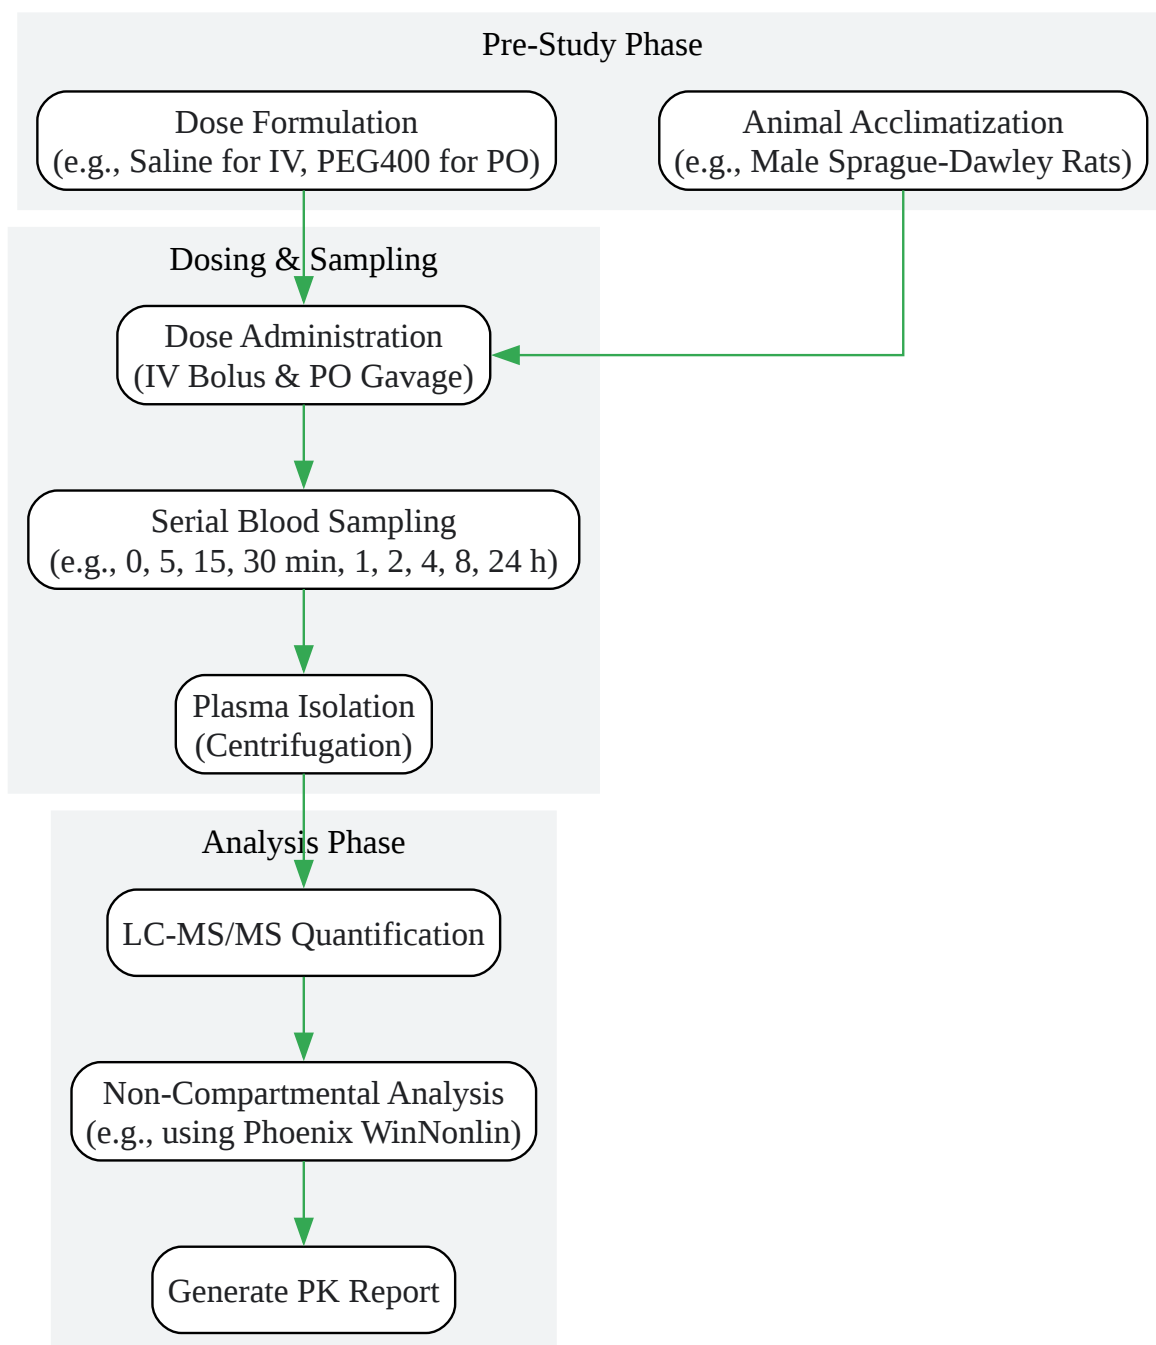 Pre-Study Phase
Dose Formulation
(e.g., Saline for IV, PEG400 for PO)
Animal Acclimatization
(e.g., Male Sprague-Dawley Rats)
Dosing & Sampling
Dose Administration
(IV Bolus & PO Gavage)
Serial Blood Sampling
(e.g., 0, 5, 15, 30 min, 1, 2, 4, 8, 24 h)
Plasma Isolation
(Centrifugation)
Analysis Phase
LC-MS/MS Quantification
Non-Compartmental Analysis
(e.g., using Phoenix WinNonlin)
Generate PK Report